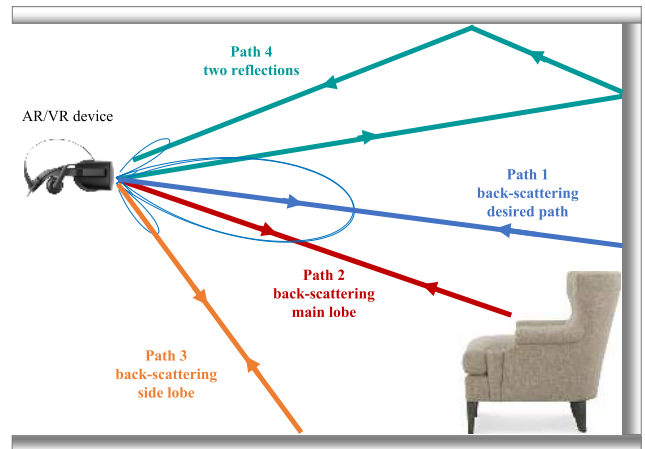 Path 4
two reflections
AR/VR device
Path 1
back-scattering
desired path
Path 2
back-scattering
main lobe
Path 3
back-scattering
side lobe